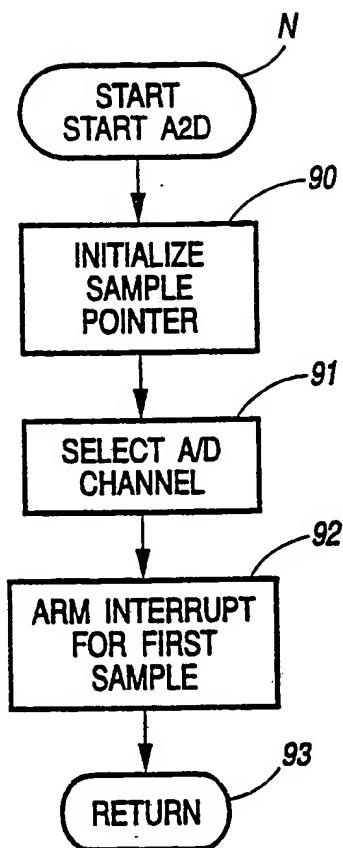 N
START
START A2D
90
INITIALIZE
SAMPLE
POINTER
91
SELECT A/D
CHANNEL
92
ARM INTERRUPT
FOR FIRST
SAMPLE
93
RETURN